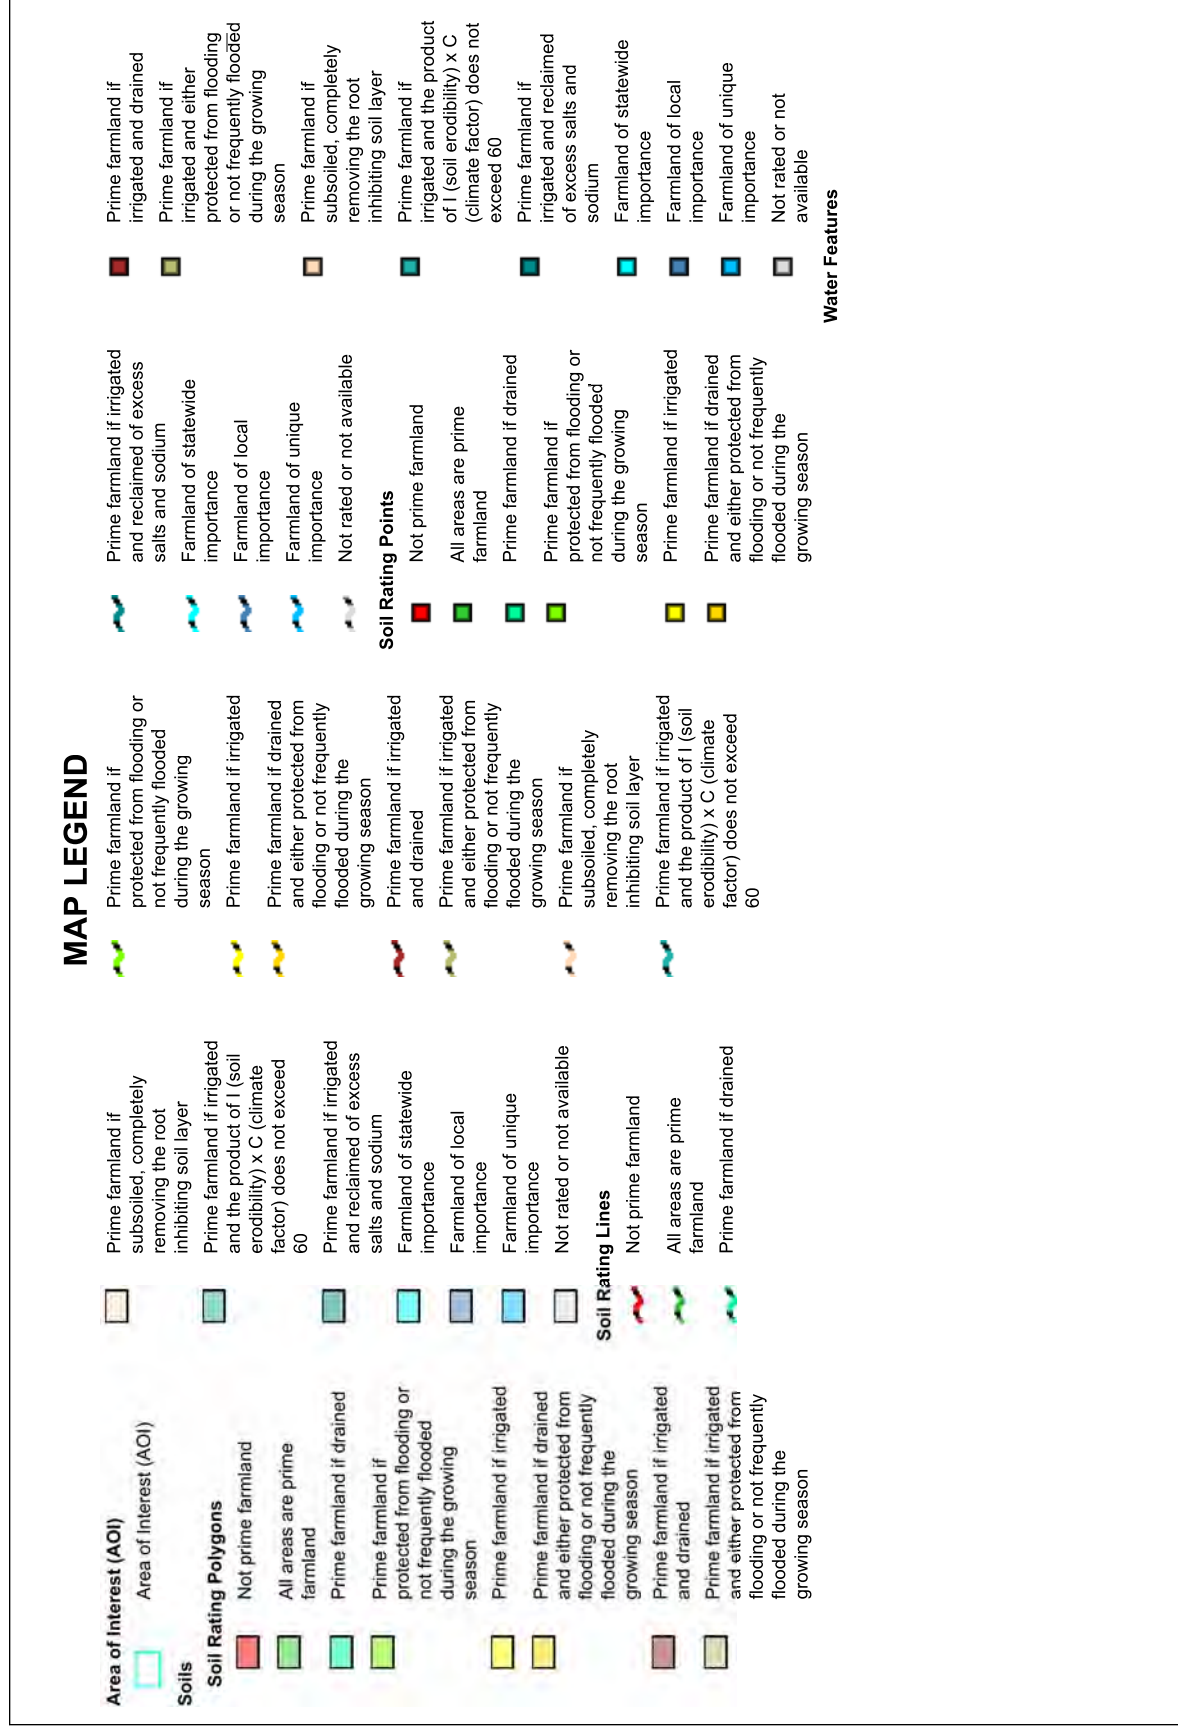 MAP LEGEND
Area of Interest (AOI)
Area of Interest (AOI)
Soils
Soil Rating Polygons
Not prime farmland
All areas are prime
farmland
Prime farmland if drained
Prime farmland if
protected from flooding or
not frequently flooded
during the growing
season
Prime farmland if irrigated
Prime farmland if drained
and either protected from
flooding or not frequently
flooded during the
growing season
Prime farmland if irrigated
and drained
Prime farmland if irrigated
and either protected from
flooding or not frequently
flooded during the
growing season
Prime farmland if
subsoiled, completely
removing the root
inhibiting soil layer
Prime farmland if irrigated
and the product of I (soil
erodibility) x C (climate
factor) does not exceed
60
Prime farmland if irrigated
and reclaimed of excess
salts and sodium
Farmland of statewide
importance
Farmland of local
importance
Farmland of unique
importance
Not rated or not available
Soil Rating Lines
Not prime farmland
All areas are prime
farmland
Prime farmland if drained
Prime farmland if
protected from flooding or
not frequently flooded
during the growing
season
Prime farmland if irrigated
Prime farmland if drained
and either protected from
flooding or not frequently
flooded during the
growing season
Prime farmland if irrigated
and drained
Prime farmland if irrigated
and either protected from
flooding or not frequently
flooded during the
growing season
Prime farmland if
subsoiled, completely
removing the root
inhibiting soil layer
Prime farmland if irrigated
and the product of I (soil
erodibility) x C (climate
factor) does not exceed
60
Prime farmland if irrigated
and reclaimed of excess
salts and sodium
Farmland of statewide
importance
Farmland of local
importance
Farmland of unique
importance
Not rated or not available
Soil Rating Points
Not prime farmland
All areas are prime
farmland
Prime farmland if drained
Prime farmland if
protected from flooding or
not frequently flooded
during the growing
season
Prime farmland if irrigated
Prime farmland if drained
and either protected from
flooding or not frequently
flooded during the
growing season
Prime farmland if
irrigated and drained
Prime farmland if
irrigated and either
protected from flooding
or not frequently flooded
during the growing
season
Prime farmland if
subsoiled, completely
removing the root
inhibiting soil layer
Prime farmland if
irrigated and the product
of I (soil erodibility) x C
(climate factor) does not
exceed 60
Prime farmland if
irrigated and reclaimed
of excess salts and
sodium
Farmland of statewide
importance
Farmland of local
importance
Farmland of unique
importance
Not rated or not
available
Water Features